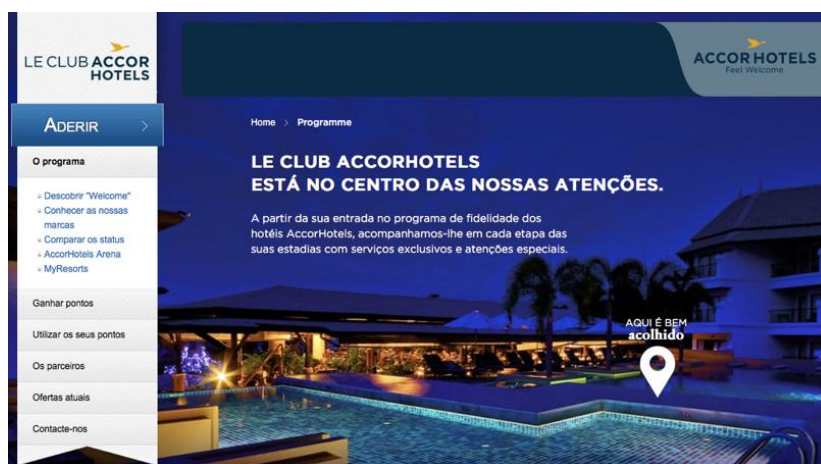 LE CLUB ACCOR
HOTELS
ACCORHOTELS
Feel Welcome
ADERIR
O programa
Descobrir "Welcome"
Conhecer as nossas
marcas
Comparar os status
AccorHotels Arena
MyResorts
Ganhar pontos
Utilizar os seus pontos
Os parceiros
Ofertas atuais
Contacte-nos
Home > Programme
LE CLUB ACCORHOTELS
ESTÁ NO CENTRO DAS NOSSAS ATENÇÕES.
A partir da sua entrada no programa de fidelidade dos
hotéis AccorHotels, acompanhamos-lhe em cada etapa das
suas estadias com serviços exclusivos e atenções especiais.
AQUI É BEM
acolhido